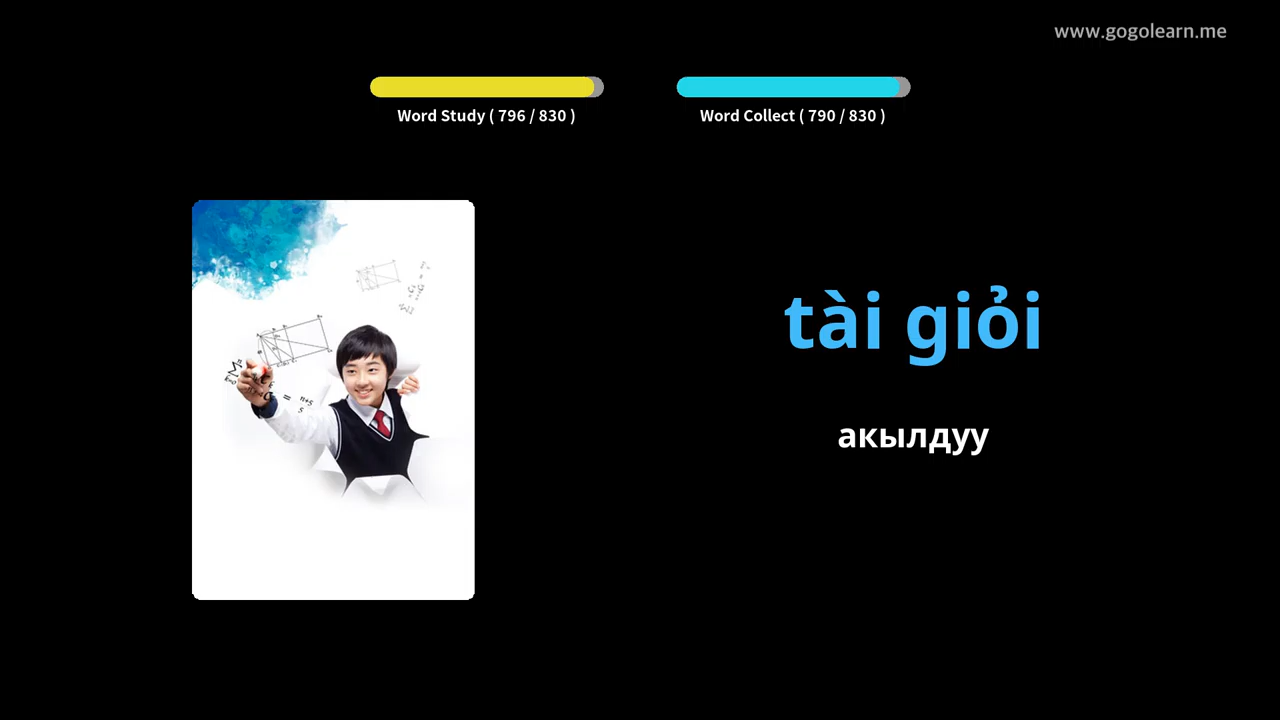 www.gogolearn.me
Word Study ( 796 / 830 )
Word Collect ( 790 / 830 )
tài giỏi
акылдуу